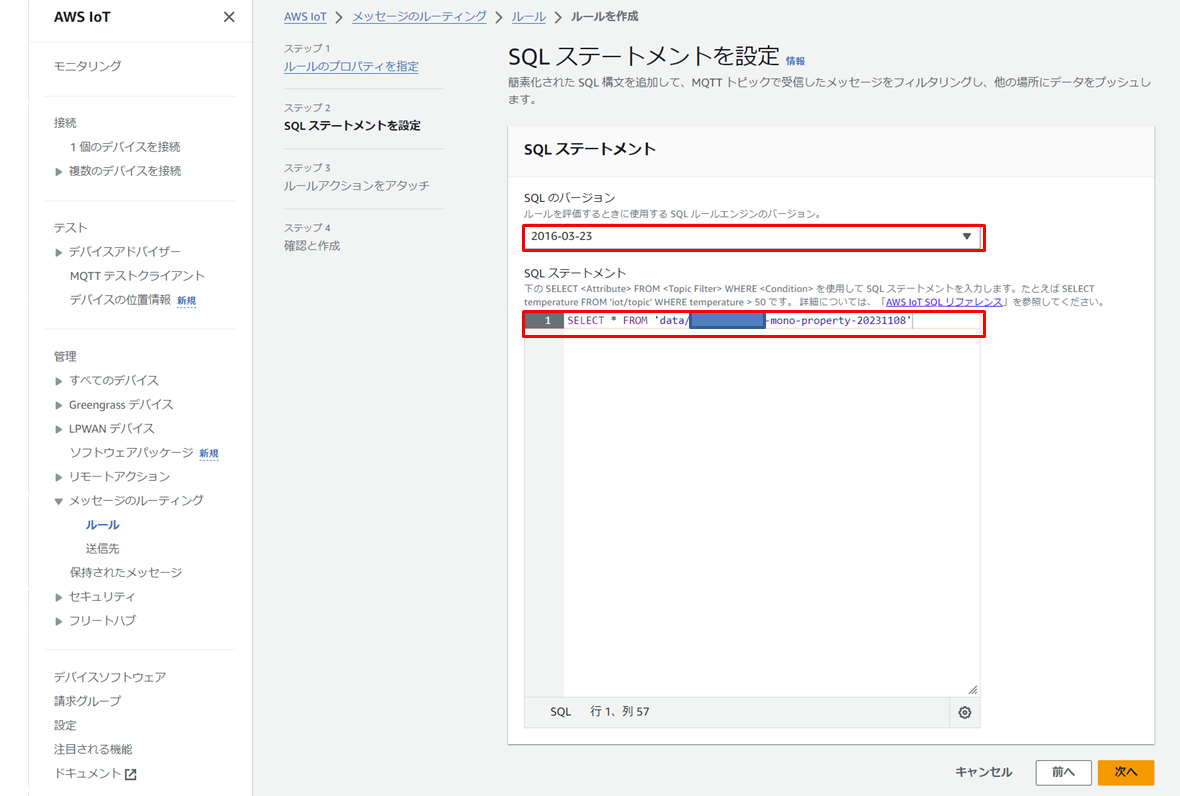 AWS IoT
モニタリング
接続
1 個のデバイスを接続
複数のデバイスを接続
テスト
デバイスアドバイザー
MQTT テストクライアント
デバイスの位置情報 新規
管理
すべてのデバイス
Greengrass デバイス
LPWAN デバイス
ソフトウェアパッケージ 新規
リモートアクション
メッセージのルーティング
ルール
送信先
保持されたメッセージ
セキュリティ
フリートハブ
デバイスソフトウェア
請求グループ
設定
注目される機能
ドキュメント
AWS IoT > メッセージのルーティング > ルール > ルールを作成
ステップ 1
ルールのプロパティを指定
ステップ 2
SQL ステートメントを設定
ステップ 3
ルールアクションをアタッチ
ステップ 4
確認と作成
SQL ステートメントを設定 情報
簡素化された SQL 構文を追加して、MQTT トピックで受信したメッセージをフィルタリングし、他の場所にデータをプッシュし
ます。
SQL ステートメント
SQL のバージョン
ルールを評価するときに使用する SQL ルールエンジンのバージョン。
2016-03-23
SQL ステートメント
下の SELECT <Attribute> FROM <Topic Filter> WHERE <Condition> を使用して SQL ステートメントを入力します。たとえば SELECT
temperature FROM 'iot/topic' WHERE temperature > 50 です。 詳細については、「AWS IoT SQL リファレンス」を参照してください。
1 SELECT * FROM 'data/ -mono-property-20231108'
SQL 行 1、列 57
キャンセル 前へ 次へ